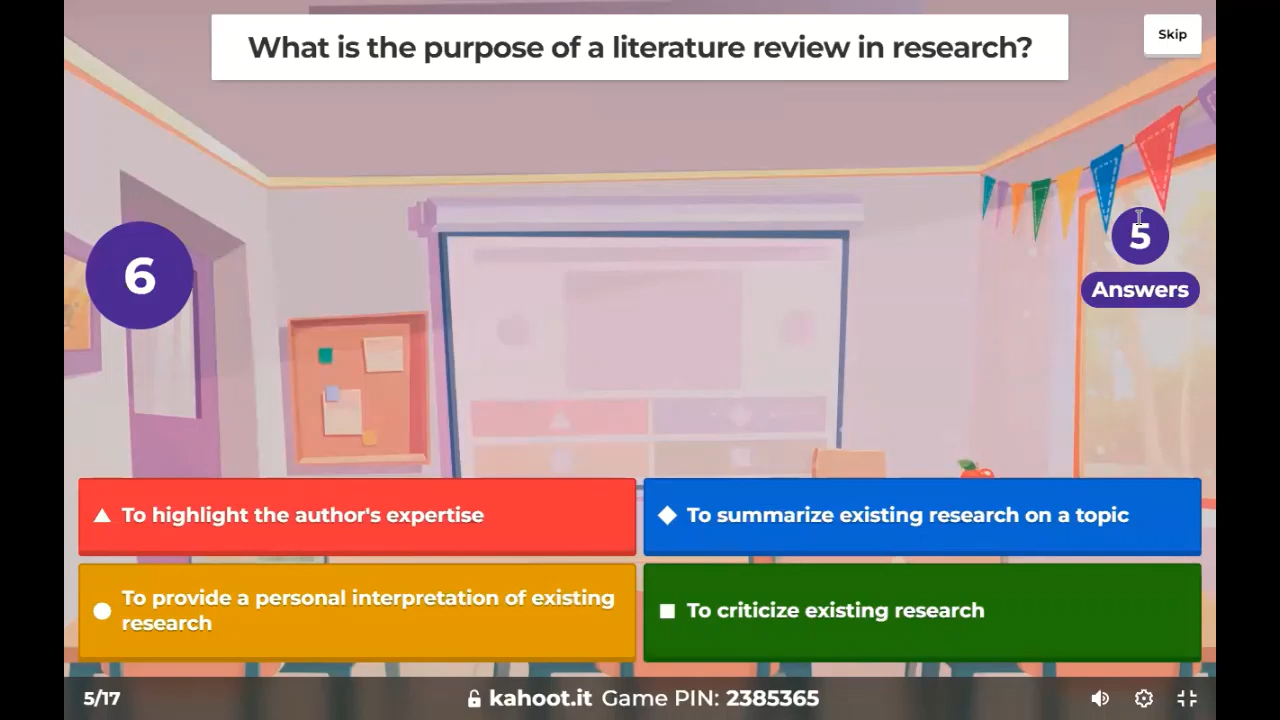 What is the purpose of a literature review in research?
Skip
6
5
Answers
To highlight the author's expertise
To summarize existing research on a topic
To provide a personal interpretation of existing
research
To criticize existing research
5/17
kahoot.it Game PIN: 2385365